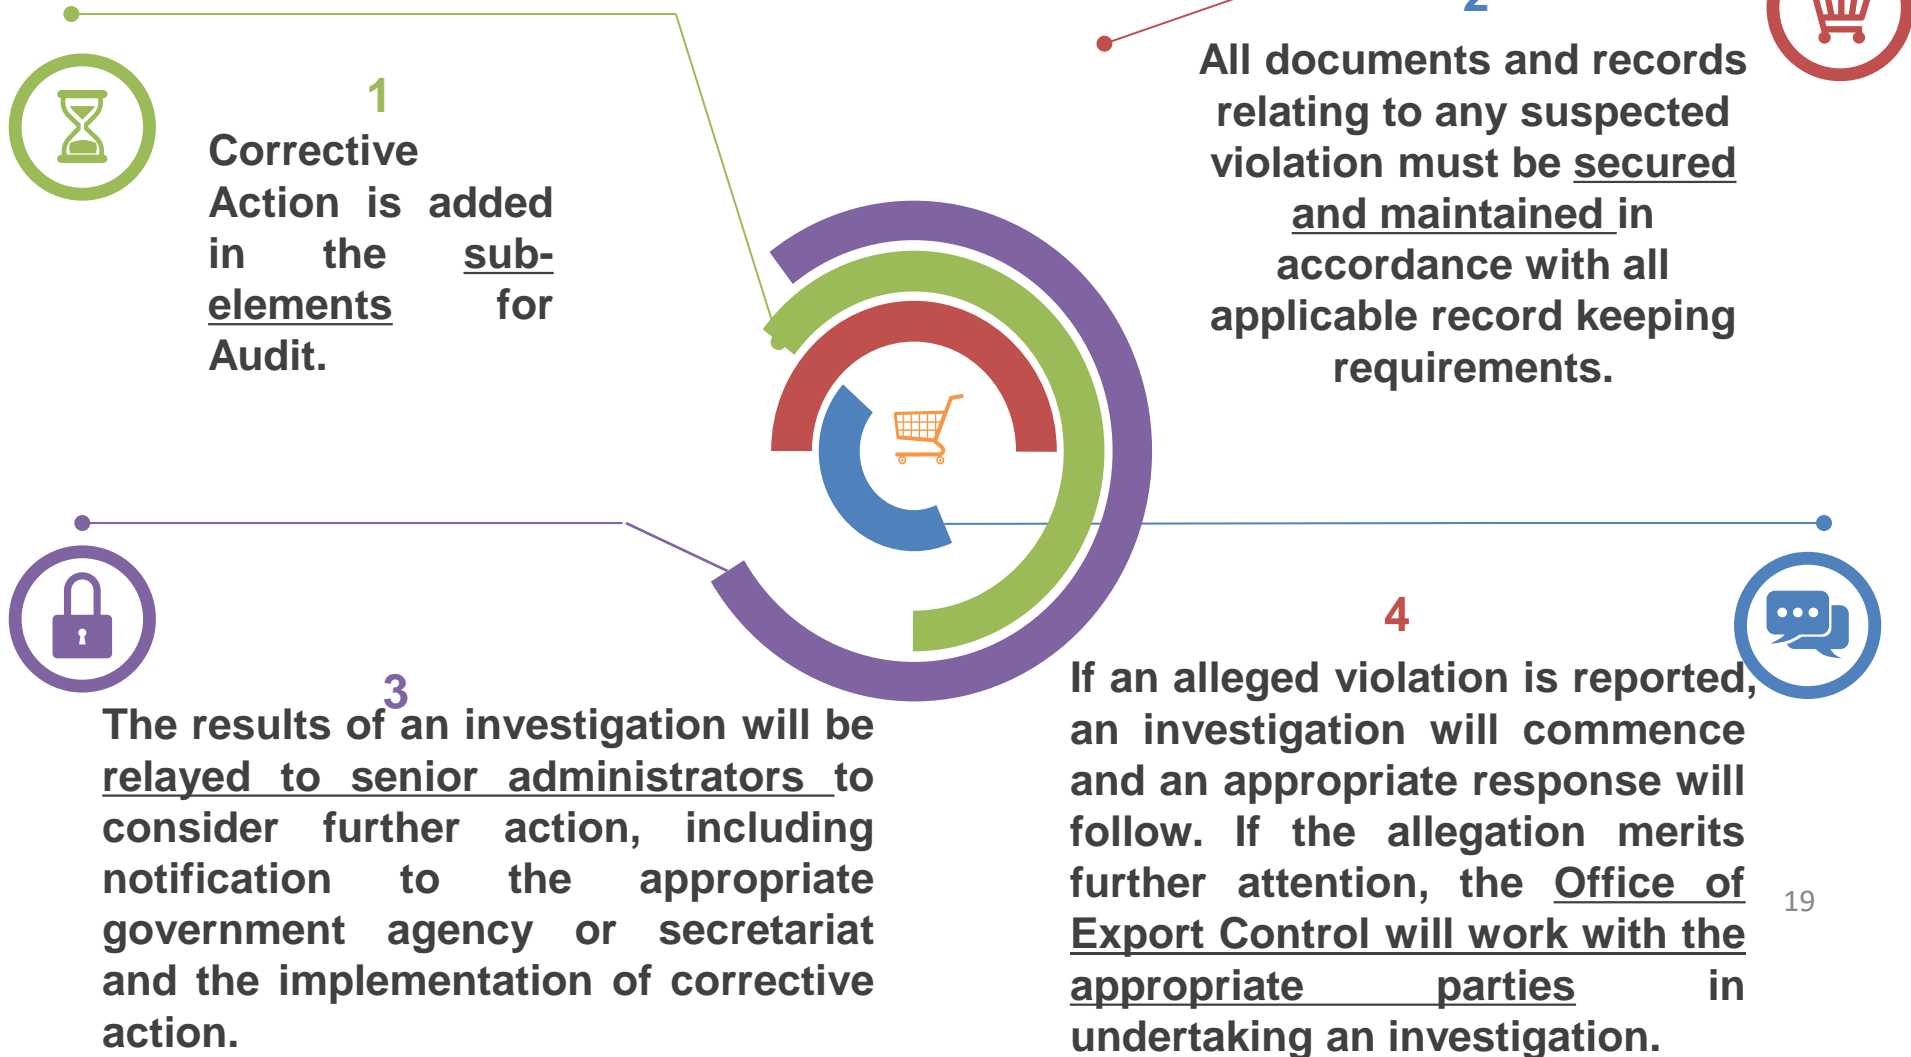 1
Corrective
Action is added
in the sub-
elements for
Audit.
2
All documents and records
relating to any suspected
violation must be secured
and maintained in
accordance with all
applicable record keeping
requirements.
3
The results of an investigation will be
relayed to senior administrators to
consider further action, including
notification to the appropriate
government agency or secretariat
and the implementation of corrective
action.
4
If an alleged violation is reported,
an investigation will commence
and an appropriate response will
follow. If the allegation merits
further attention, the Office of
Export Control will work with the
appropriate parties in
undertaking an investigation.
19